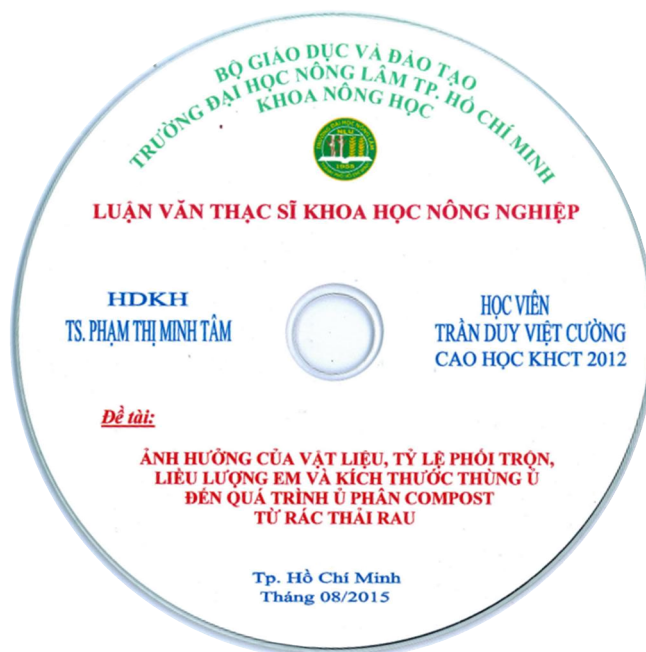 BỘ GIÁO DỤC VÀ ĐÀO TẠO
TRƯỜNG ĐẠI HỌC NÔNG LÂM TP. HỒ CHÍ MINH
KHOA NÔNG HỌC
NLU
1955
LUẬN VĂN THẠC SĨ KHOA HỌC NÔNG NGHIỆP
HDKH
TS. PHẠM THỊ MINH TÂM
HỌC VIÊN
TRẦN DUY VIỆT CƯỜNG
CAO HỌC KHCT 2012
Đề tài:
ẢNH HƯỞNG CỦA VẬT LIỆU, TỶ LỆ PHỐI TRỘN,
LIỀU LƯỢNG EM VÀ KÍCH THƯỚC THÙNG Ủ
ĐẾN QUÁ TRÌNH Ủ PHÂN COMPOST
TỪ RÁC THẢI RAU
Tp. Hồ Chí Minh
Tháng 08/2015